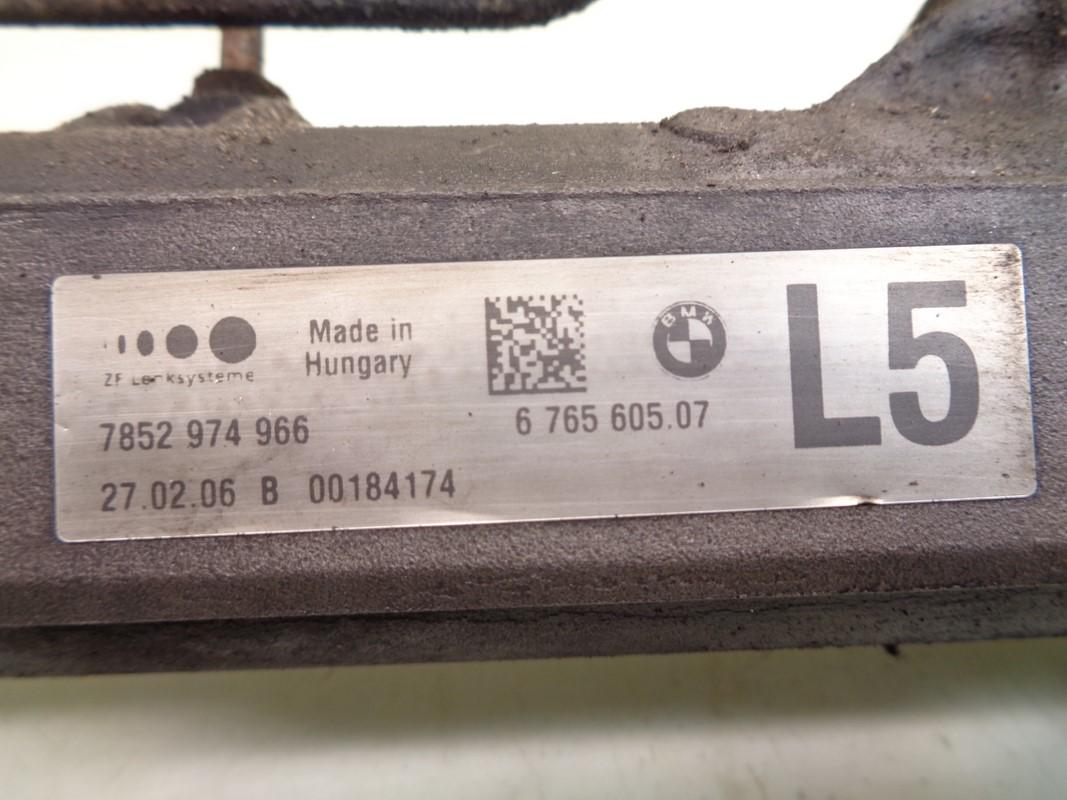 ZF Lenksysteme
Made in
Hungary
BMW
L5
7852 974 966
6 765 605.07
27.02.06 B 00184174